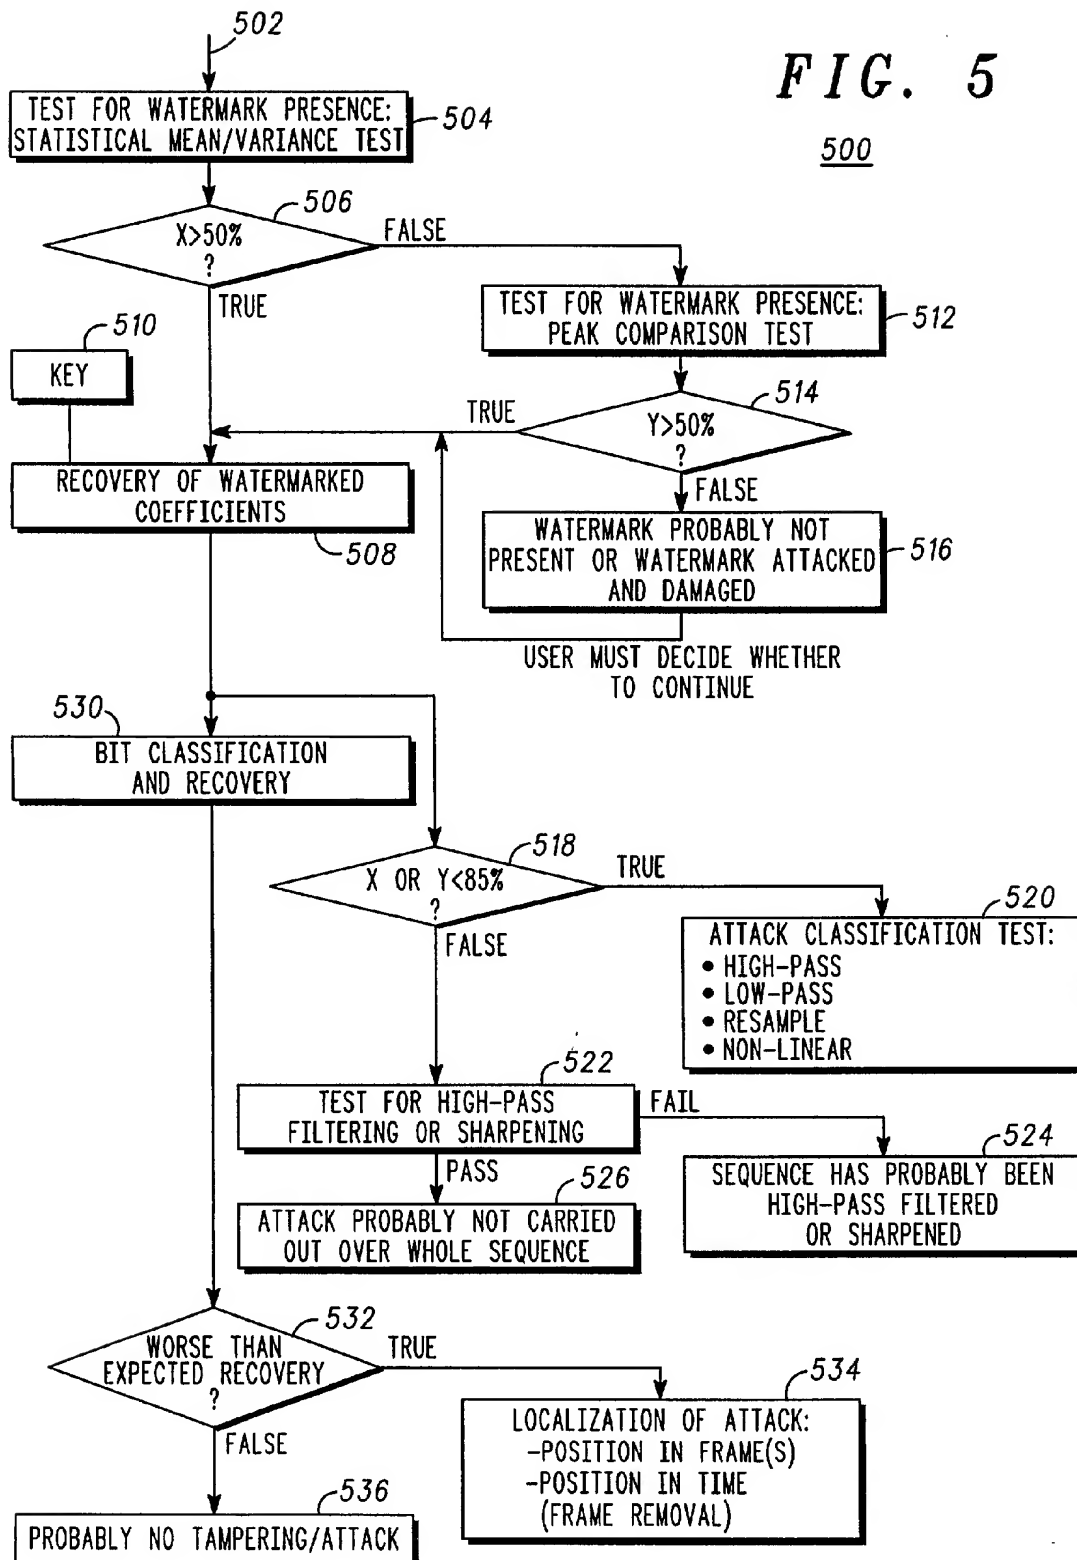 502
FIG. 5
500
TEST FOR WATERMARK PRESENCE:
STATISTICAL MEAN/VARIANCE TEST
504
506
X>50%
?
FALSE
TRUE
TEST FOR WATERMARK PRESENCE:
PEAK COMPARISON TEST
512
510
KEY
514
TRUE
Y>50%
?
FALSE
RECOVERY OF WATERMARKED
COEFFICIENTS
508
WATERMARK PROBABLY NOT
PRESENT OR WATERMARK ATTACKED
AND DAMAGED
516
USER MUST DECIDE WHETHER
TO CONTINUE
530
BIT CLASSIFICATION
AND RECOVERY
518
X OR Y<85%
?
TRUE
FALSE
520
ATTACK CLASSIFICATION TEST:
• HIGH-PASS
• LOW-PASS
• RESAMPLE
• NON-LINEAR
522
TEST FOR HIGH-PASS
FILTERING OR SHARPENING
FAIL
PASS
524
SEQUENCE HAS PROBABLY BEEN
HIGH-PASS FILTERED
OR SHARPENED
526
ATTACK PROBABLY NOT CARRIED
OUT OVER WHOLE SEQUENCE
532
WORSE THAN
EXPECTED RECOVERY
?
TRUE
FALSE
534
LOCALIZATION OF ATTACK:
-POSITION IN FRAME(S)
-POSITION IN TIME
(FRAME REMOVAL)
536
PROBABLY NO TAMPERING/ATTACK